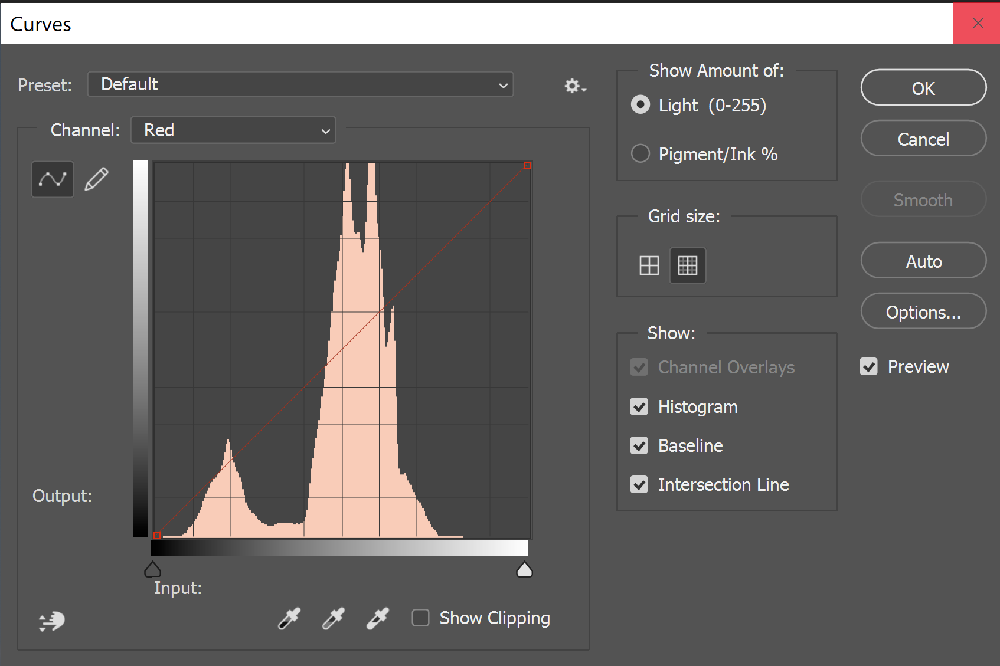 Curves
Preset: Default
Channel: Red
Output:
Input:
Show Clipping
Show Amount of:
Light (0-255)
Pigment/Ink %
Grid size:
Show:
Channel Overlays
Histogram
Baseline
Intersection Line
OK
Cancel
Smooth
Auto
Options...
Preview